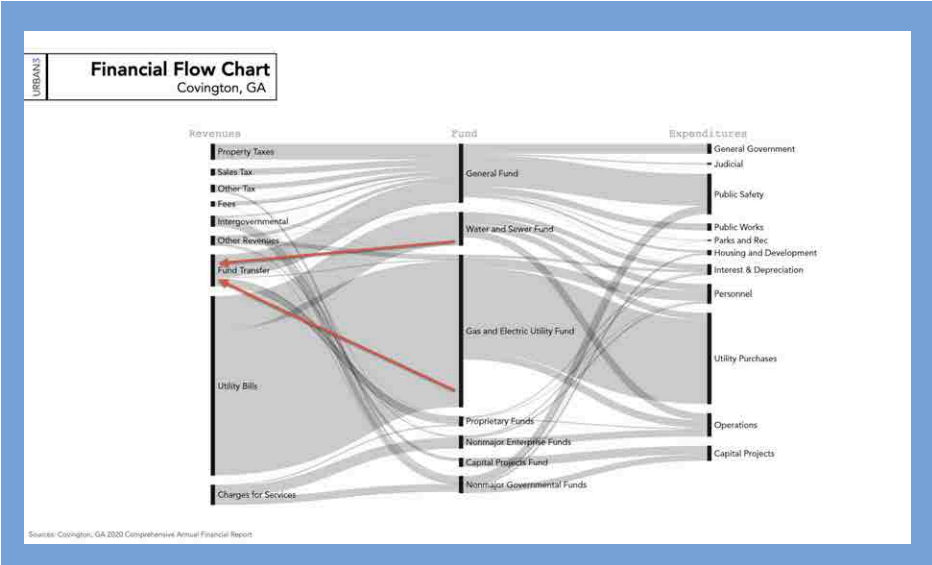 URBAN3
Financial Flow Chart
Covington, GA
Revenues
Fund
Expenditures
Property Taxes
Sales Tax
Other Tax
Fees
Intergovernmental
Other Revenues
Fund Transfer
Utility Bills
Charges for Services
General Fund
Water and Sewer Fund
Gas and Electric Utility Fund
Proprietary Funds
Nonmajor Enterprise Funds
Capital Projects Fund
Nonmajor Governmental Funds
General Government
Judicial
Public Safety
Public Works
Parks and Rec
Housing and Development
Interest & Depreciation
Personnel
Utility Purchases
Operations
Capital Projects
Sources: Covington, GA 2020 Comprehensive Annual Financial Report